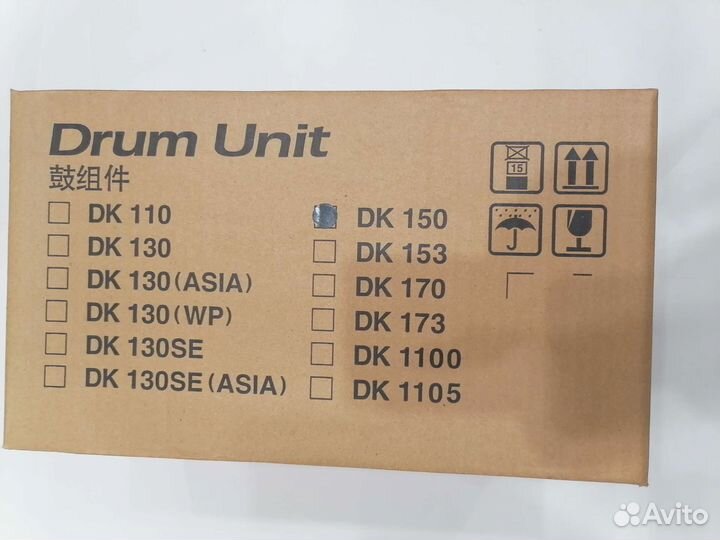 Drum Unit
鼓组件
DK 110
DK 130
DK 130(ASIA)
DK 130(WP)
DK 130SE
DK 130SE(ASIA)
DK 150
DK 153
DK 170
DK 173
DK 1100
DK 1105
15
Avito